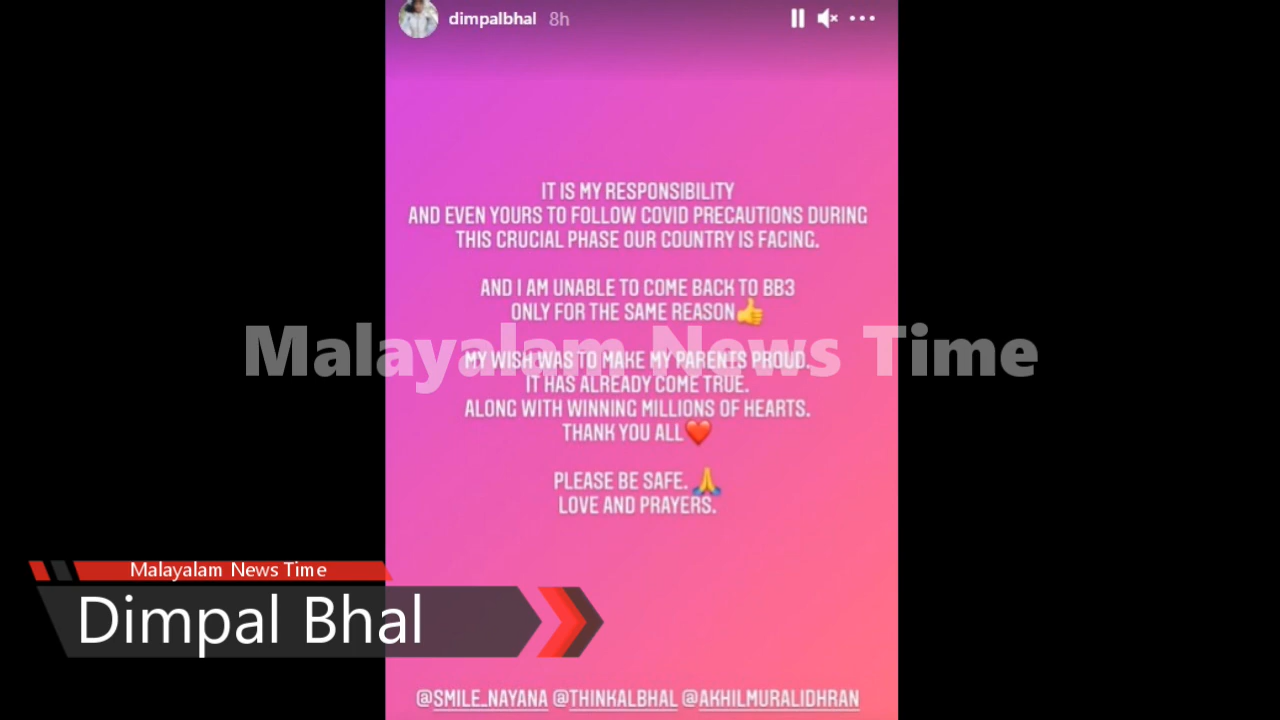 dimpalbhal 8h
IT IS MY RESPONSIBILITY
AND EVEN YOURS TO FOLLOW COVID PRECAUTIONS DURING
THIS CRUCIAL PHASE OUR COUNTRY IS FACING.
AND I AM UNABLE TO COME BACK TO BB3
ONLY FOR THE SAME REASON👍
Malayalam News Time
MY WISH WAS TO MAKE MY PARENTS PROUD.
IT HAS ALREADY COME TRUE.
ALONG WITH WINNING MILLIONS OF HEARTS.
THANK YOU ALL❤️
PLEASE BE SAFE. 🙏
LOVE AND PRAYERS.
Malayalam News Time
Dimpal Bhal
@SMILE_NAYANA @THINKALBHAL @AKHILMURALIDHRAN